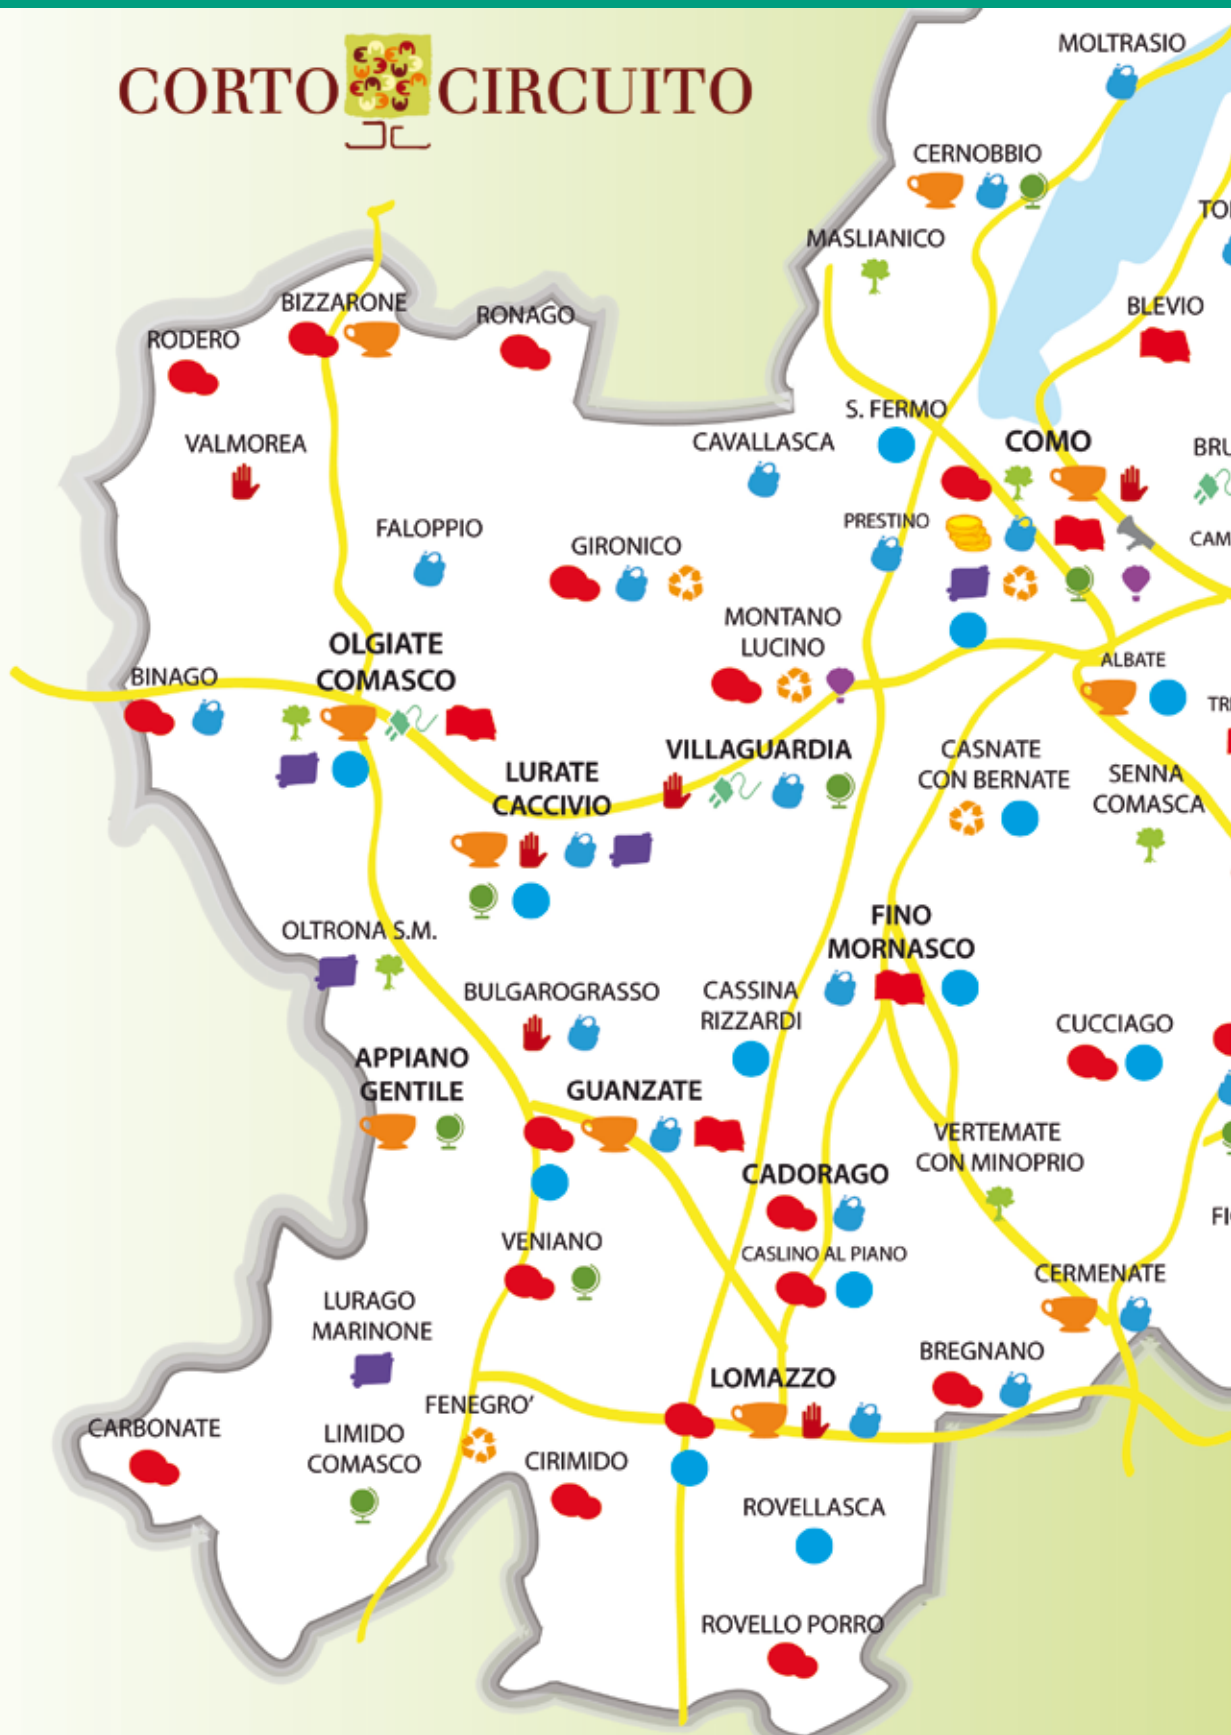 CORTO CIRCUITO
MOLTRASIO
CERNOBBIO
MASLIANICO
BIZZARONE
RONAGO
BLEVIO
RODERO
S. FERMO
VALMOREA
CAVALLASCA
COMO
FALOPPIO
PRESTINO
GIRONICO
MONTANO
LUCINO
OLGIATE
COMASCO
BINAGO
ALBATE
VILLAGUARDIA
CASNATE
CON BERNATE
SENNA
COMASCA
LURATE
CACCIVIO
FINO
MORNASCO
OLTRONA S.M.
BULGAROGRASSO
CASSINA
RIZZARDI
CUCCIAGO
APPIANO
GENTILE
GUANZATE
VERTEMATE
CON MINOPRIO
CADORAGO
VENIANO
CASLINO AL PIANO
CERMENATE
LURAGO
MARINONE
BREGNANO
LOMAZZO
FENEGRO'
CARBONATE
LIMIDO
COMASCO
CIRIMIDO
ROVELLASCA
ROVELLO PORRO